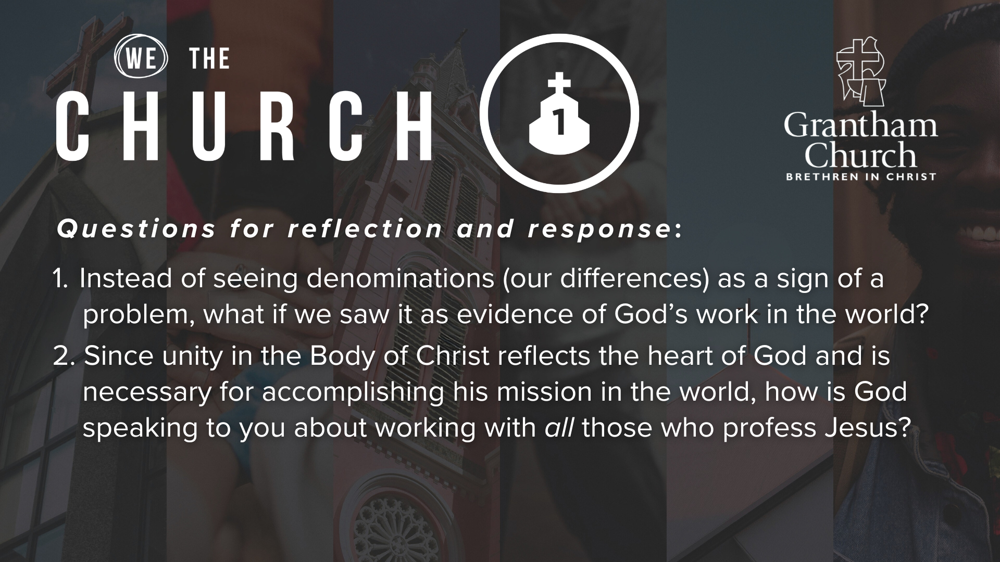 WE THE
CHURCH
1
Grantham
Church
BRETHREN IN CHRIST
Questions for reflection and response:
1. Instead of seeing denominations (our differences) as a sign of a
problem, what if we saw it as evidence of God’s work in the world?
2. Since unity in the Body of Christ reflects the heart of God and is
necessary for accomplishing his mission in the world, how is God
speaking to you about working with all those who profess Jesus?